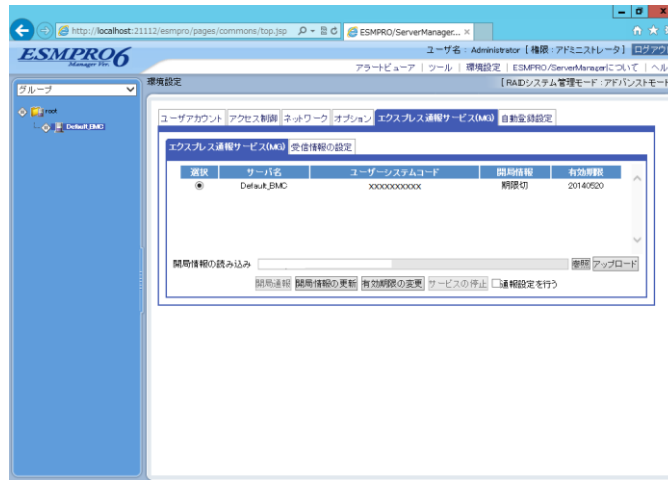 http://localhost:21112/esmpro/pages/commons/top.jsp
ESMPRO/ServerManager... ×
ESMPRO6
Manager Ver.
ユーザ名 : Administrator [ 権限 : アドミニストレータ ] ログアウ
アラートビューア | ツール | 環境設定 | ESMPRO/ServerManagerについて | ヘル
グループ
環境設定
[ RAIDシステム管理モード : アドバンストモード
root
Default_BMC
ユーザアカウント アクセス制御 ネットワーク オプション エクスプレス通報サービス(MG) 自動登録設定
エクスプレス通報サービス(MG) 受信情報の設定
選択 サーバ名 ユーザーシステムコード 開局情報 有効期限
Default_BMC xxxxxxxxxx 期限切 20140520
開局情報の読み込み 参照 アップロード
開局通報 開局情報の更新 有効期限の変更 サービスの停止 通報設定を行う